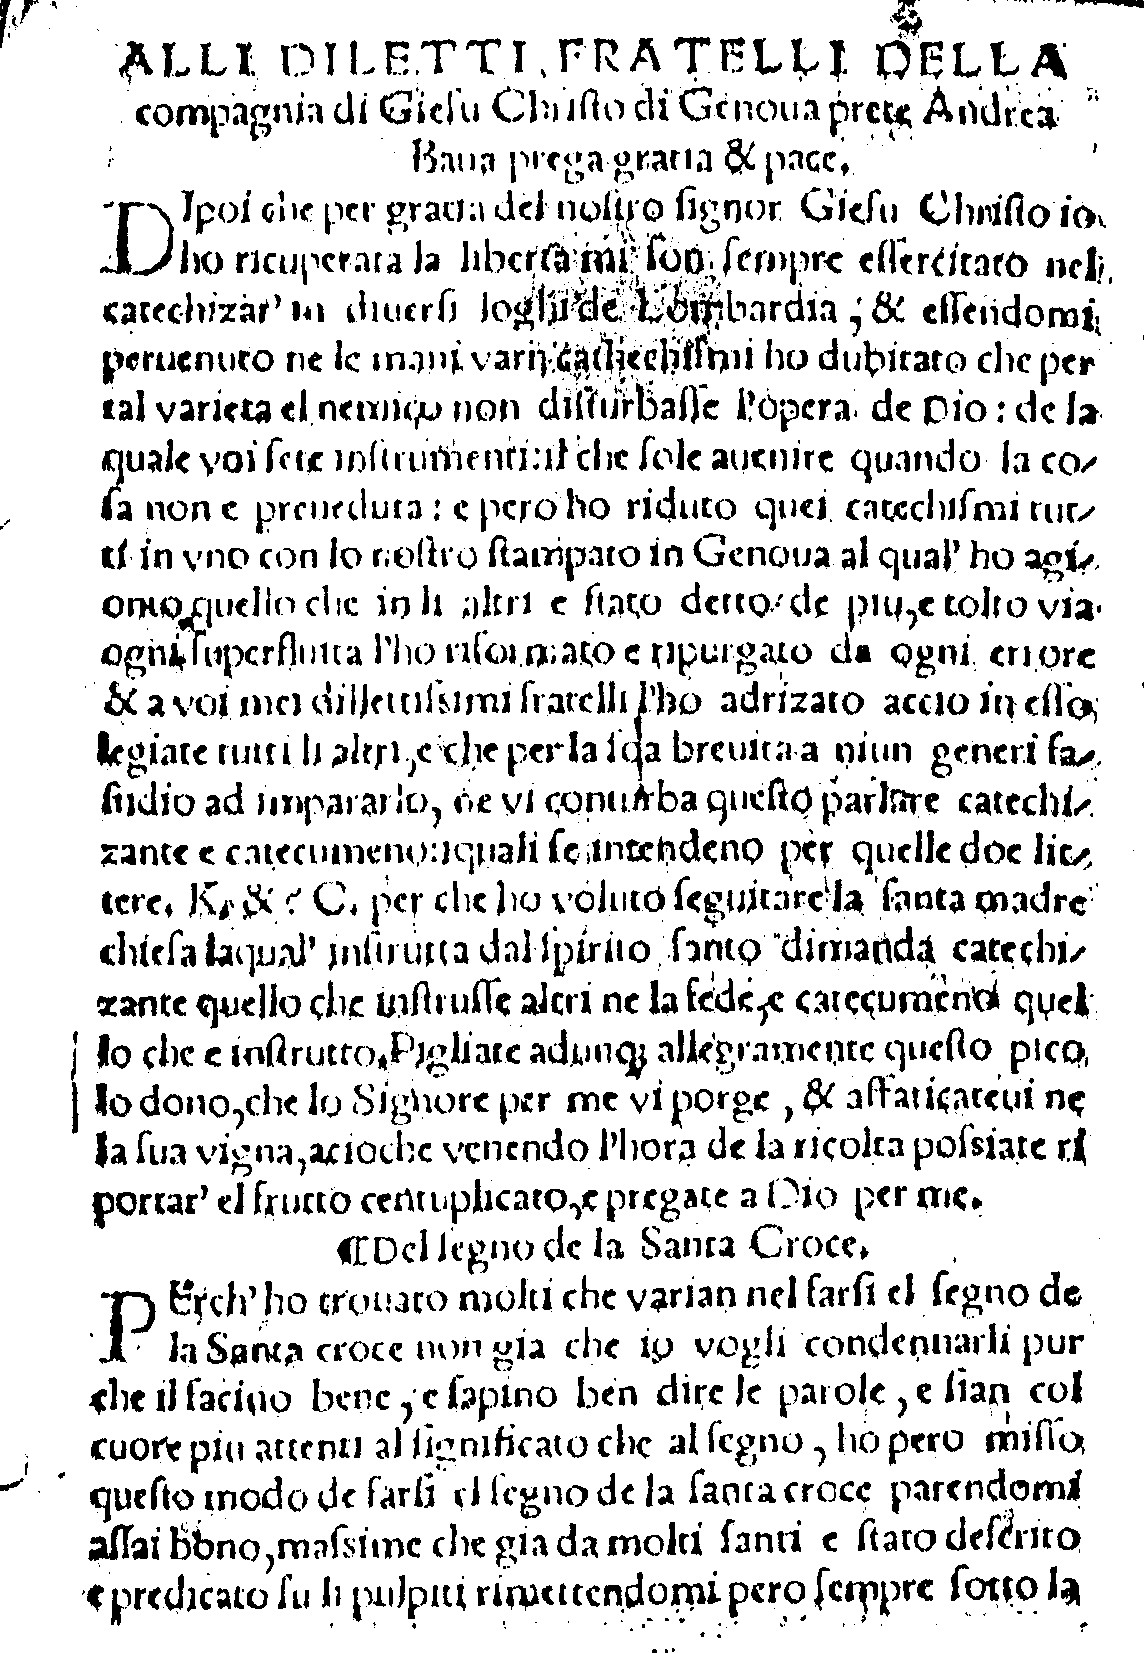 ALLI DILETTI FRATELLI DELLA
compagnia di Giesu Christo di Genoua prete Andrea
Baua prega gratia & pace.
DIpoi che per gratia del nostro signor Giesu Christo io
ho ricuperata la liberta mi son sempre essercitato nel
catechizar' in diuersi loghi de Lombardia ; & essendomi
peruenuto ne le mani varii catechismi ho dubitato che per
tal varieta el nemico non disturbasse l'opera de Dio : de la
quale voi sete instrumenti: il che sole auenire quando la co/
sa non e preueduta : e pero ho riduto quei catechismi tut/
ti in vno con lo nostro stampato in Genoua al qual' ho agi/
onto quello che in li altri e stato detto de piu, e tolto via
ogni superfluita l'ho riformato e ripurgato da ogni errore
& a voi mei dilettissimi fratelli l'ho adrizato accio in esso
legiate tutti li altri, e che per la sua breuita a niun generi fa/
stidio ad impararlo, ne vi conturba questo parlare catechi/
zante e catecumeno: iquali se intendeno per quelle doe lit/
tere. K. & C. per che ho voluto seguitare la santa madre
chiesa laqual' instrutta dal spirito santo dimanda catechi/
zante quello che instrusse altri ne la fede, e catecumeno quel
lo che e instrutto. Pigliate adunq; allegramente questo pico
lo dono, che lo Signore per me vi porge , & affaticateui ne
la sua vigna, acioche venendo l'hora de la ricolta possiate ri
portar' el frutto centuplicato, e pregate a Dio per me.
¶ Del segno de la Santa Croce.
PErch' ho trouato molti che varian nel farsi el segno de
la Santa croce non gia che io vogli condennarli pur
che il facino bene, e sapino ben dire le parole , e sian col
cuore piu attenti al significato che al segno , ho pero misso
questo modo de farsi el segno de la santa croce parendomi
assai bono, massime che gia da molti santi e stato descrito
e predicato su li pulpiti rimettendomi pero sempre sotto la